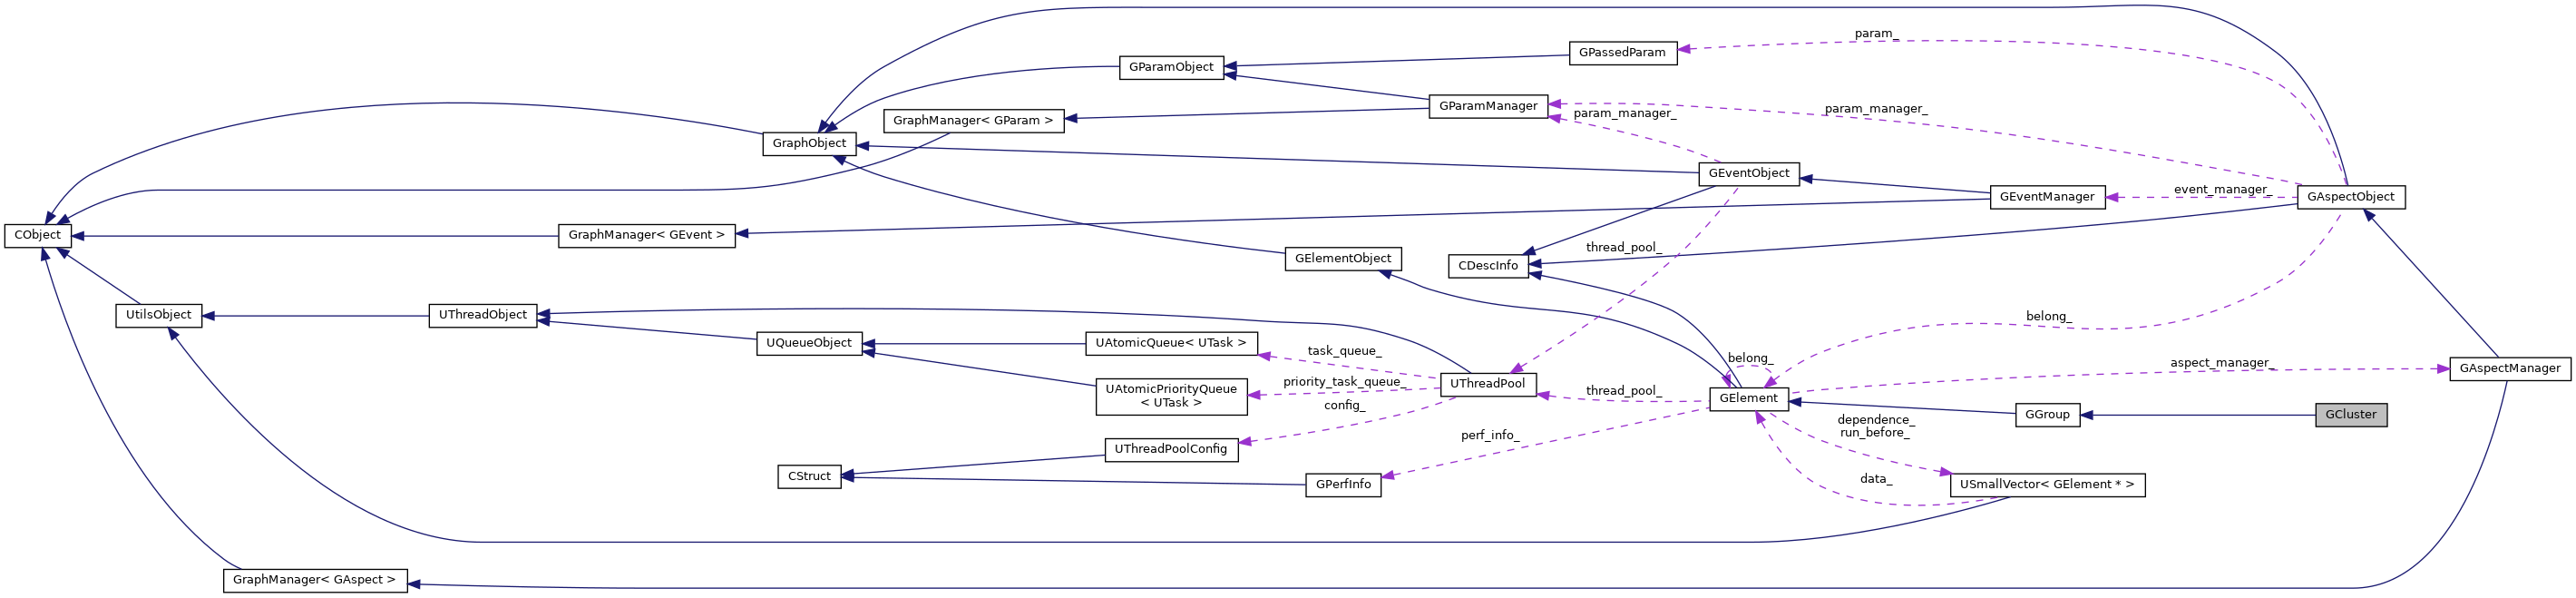 param_
GPassedParam
GParamObject
GParamManager
param_manager_
param_manager_
GraphManager< GParam >
GraphObject
GEventObject
event_manager_
GEventManager
GAspectObject
CObject
GraphManager< GEvent >
thread_pool_
GElementObject
CDescInfo
UtilsObject
UThreadObject
belong_
UQueueObject
UAtomicQueue< UTask >
task_queue_
belong_
aspect_manager_
GAspectManager
priority_task_queue_
UThreadPool
thread_pool_
UAtomicPriorityQueue
< UTask >
GElement
config_
GGroup
GCluster
dependence_
run_before_
perf_info_
UThreadPoolConfig
CStruct
GPerfInfo
data_
USmallVector< GElement * >
GraphManager< GAspect >